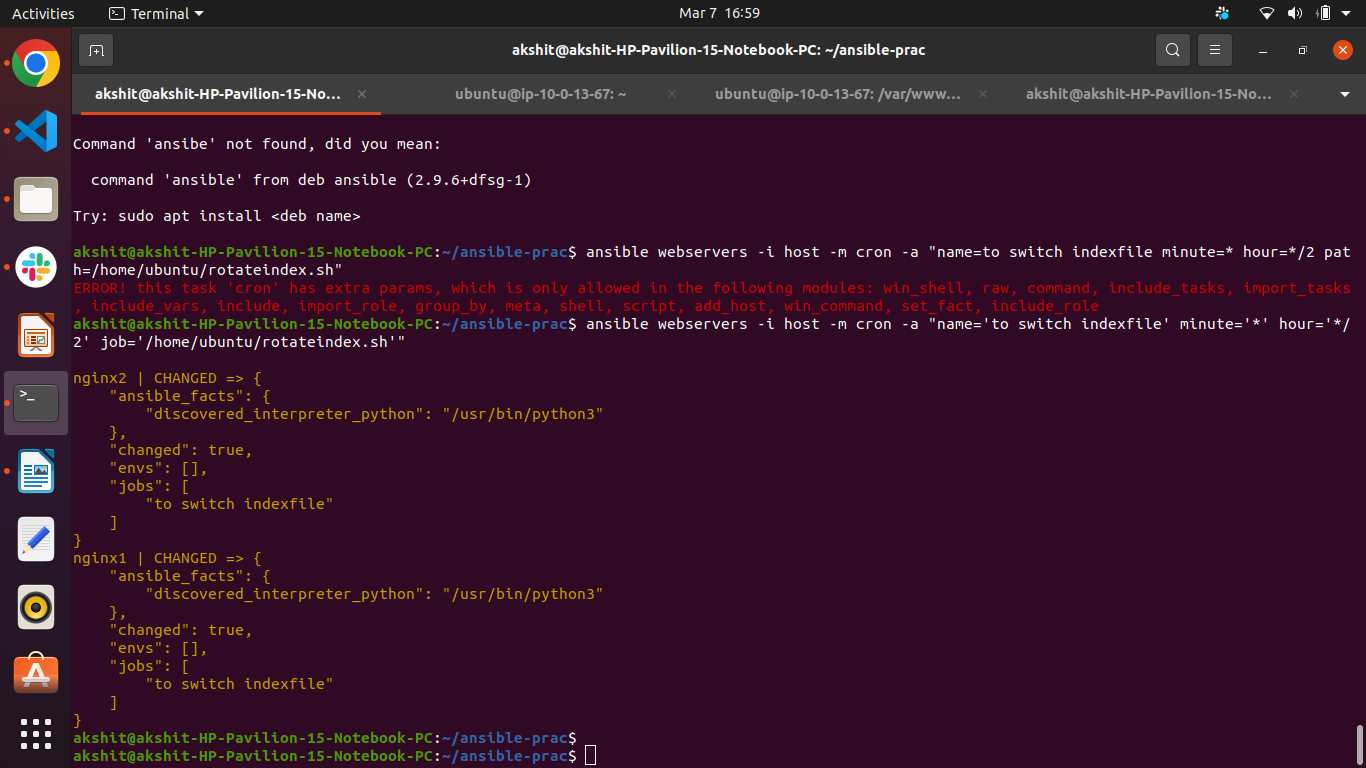 Activities
Terminal
Mar 7 16:59
akshit@akshit-HP-Pavilion-15-Notebook-PC: ~/ansible-prac
akshit@akshit-HP-Pavilion-15-No...
ubuntu@ip-10-0-13-67: ~
ubuntu@ip-10-0-13-67: /var/www...
akshit@akshit-HP-Pavilion-15-No...
Command 'ansibe' not found, did you mean:
  command 'ansible' from deb ansible (2.9.6+dfsg-1)
Try: sudo apt install <deb name>
akshit@akshit-HP-Pavilion-15-Notebook-PC:~/ansible-prac$ ansible webservers -i host -m cron -a "name=to switch indexfile minute=* hour=*/2 pat
h=/home/ubuntu/rotateindex.sh"
ERROR! this task 'cron' has extra params, which is only allowed in the following modules: win_shell, raw, command, include_tasks, import_tasks
, include_vars, include, import_role, group_by, meta, shell, script, add_host, win_command, set_fact, include_role
akshit@akshit-HP-Pavilion-15-Notebook-PC:~/ansible-prac$ ansible webservers -i host -m cron -a "name='to switch indexfile' minute='*' hour='*/
2' job='/home/ubuntu/rotateindex.sh'"
nginx2 | CHANGED => {
    "ansible_facts": {
        "discovered_interpreter_python": "/usr/bin/python3"
    },
    "changed": true,
    "envs": [],
    "jobs": [
        "to switch indexfile"
    ]
}
nginx1 | CHANGED => {
    "ansible_facts": {
        "discovered_interpreter_python": "/usr/bin/python3"
    },
    "changed": true,
    "envs": [],
    "jobs": [
        "to switch indexfile"
    ]
}
akshit@akshit-HP-Pavilion-15-Notebook-PC:~/ansible-prac$
akshit@akshit-HP-Pavilion-15-Notebook-PC:~/ansible-prac$